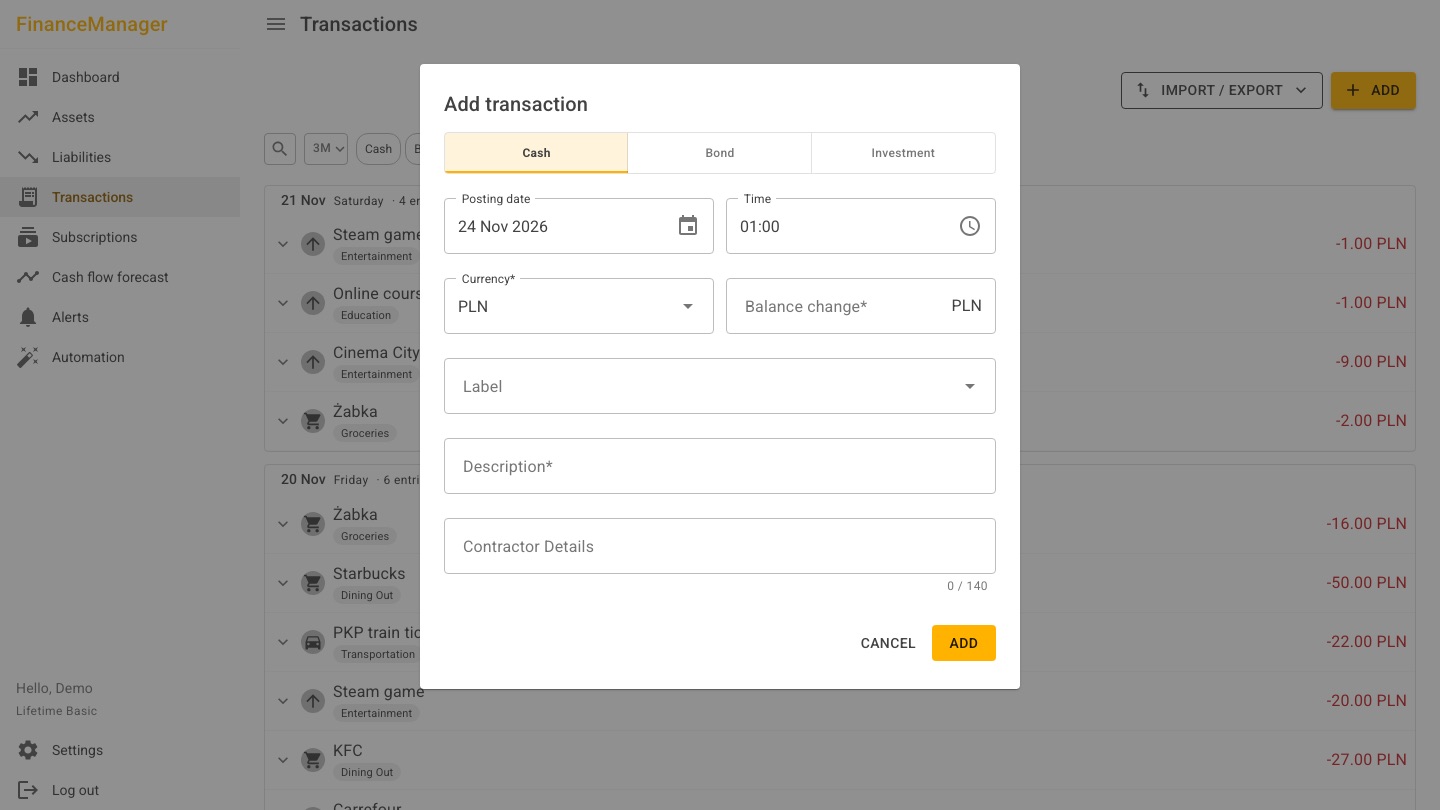 FinanceManager
Transactions
Dashboard
Assets
Liabilities
Transactions
Subscriptions
Cash flow forecast
Alerts
Automation
Hello, Demo
Lifetime Basic
Settings
Log out
IMPORT / EXPORT
ADD
3M
Cash
Add transaction
Cash
Bond
Investment
Posting date
24 Nov 2026
Time
01:00
Currency*
PLN
Balance change*
PLN
Label
Description*
Contractor Details
0 / 140
CANCEL
ADD
21 Nov Saturday · 4
Steam game
Entertainment
-1.00 PLN
Online
Education
-1.00 PLN
Cinema City
Entertainment
-9.00 PLN
Żabka
Groceries
-2.00 PLN
20 Nov Friday · 6
Żabka
Groceries
-16.00 PLN
Starbucks
Dining Out
-50.00 PLN
PKP train
Transportation
-22.00 PLN
Steam game
Entertainment
-20.00 PLN
KFC
Dining Out
-27.00 PLN
Carrefour